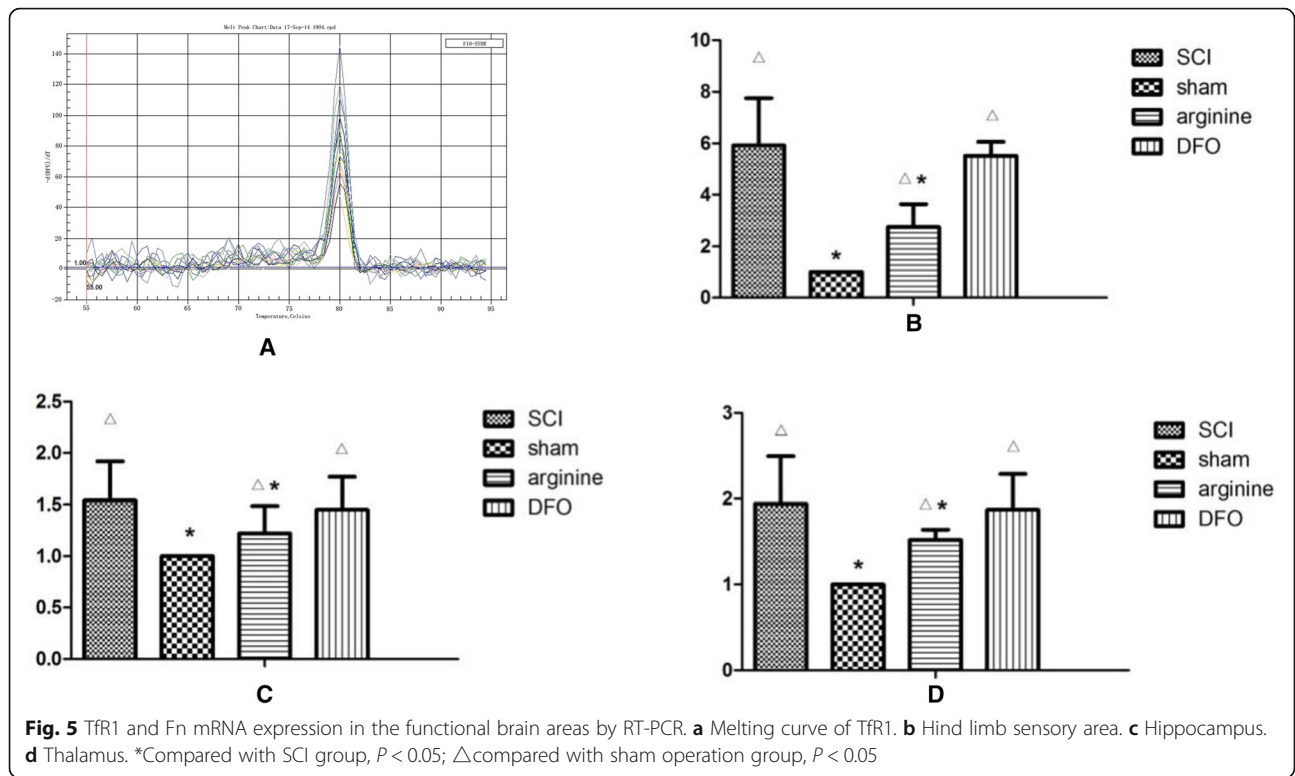 Melt Peak Chart:Data 17-Sep-14 1904.opd
F10-SYBR
-d(RFU)/dT
140
120
100
80
60
40
20
0
-20
1.00
55.00
55
60
65
70
75
80
85
90
95
Temperature,Celsius
A
10
8
6
4
2
0
△
*
△ *
△
SCI
sham
arginine
DFO
B
2.5
2.0
1.5
1.0
0.5
0.0
△
*
△ *
△
SCI
sham
arginine
DFO
C
3
2
1
0
△
*
△ *
△
SCI
sham
arginine
DFO
D
Fig. 5 TfR1 and Fn mRNA expression in the functional brain areas by RT-PCR. a Melting curve of TfR1. b Hind limb sensory area. c Hippocampus.
d Thalamus. *Compared with SCI group, P < 0.05; △compared with sham operation group, P < 0.05